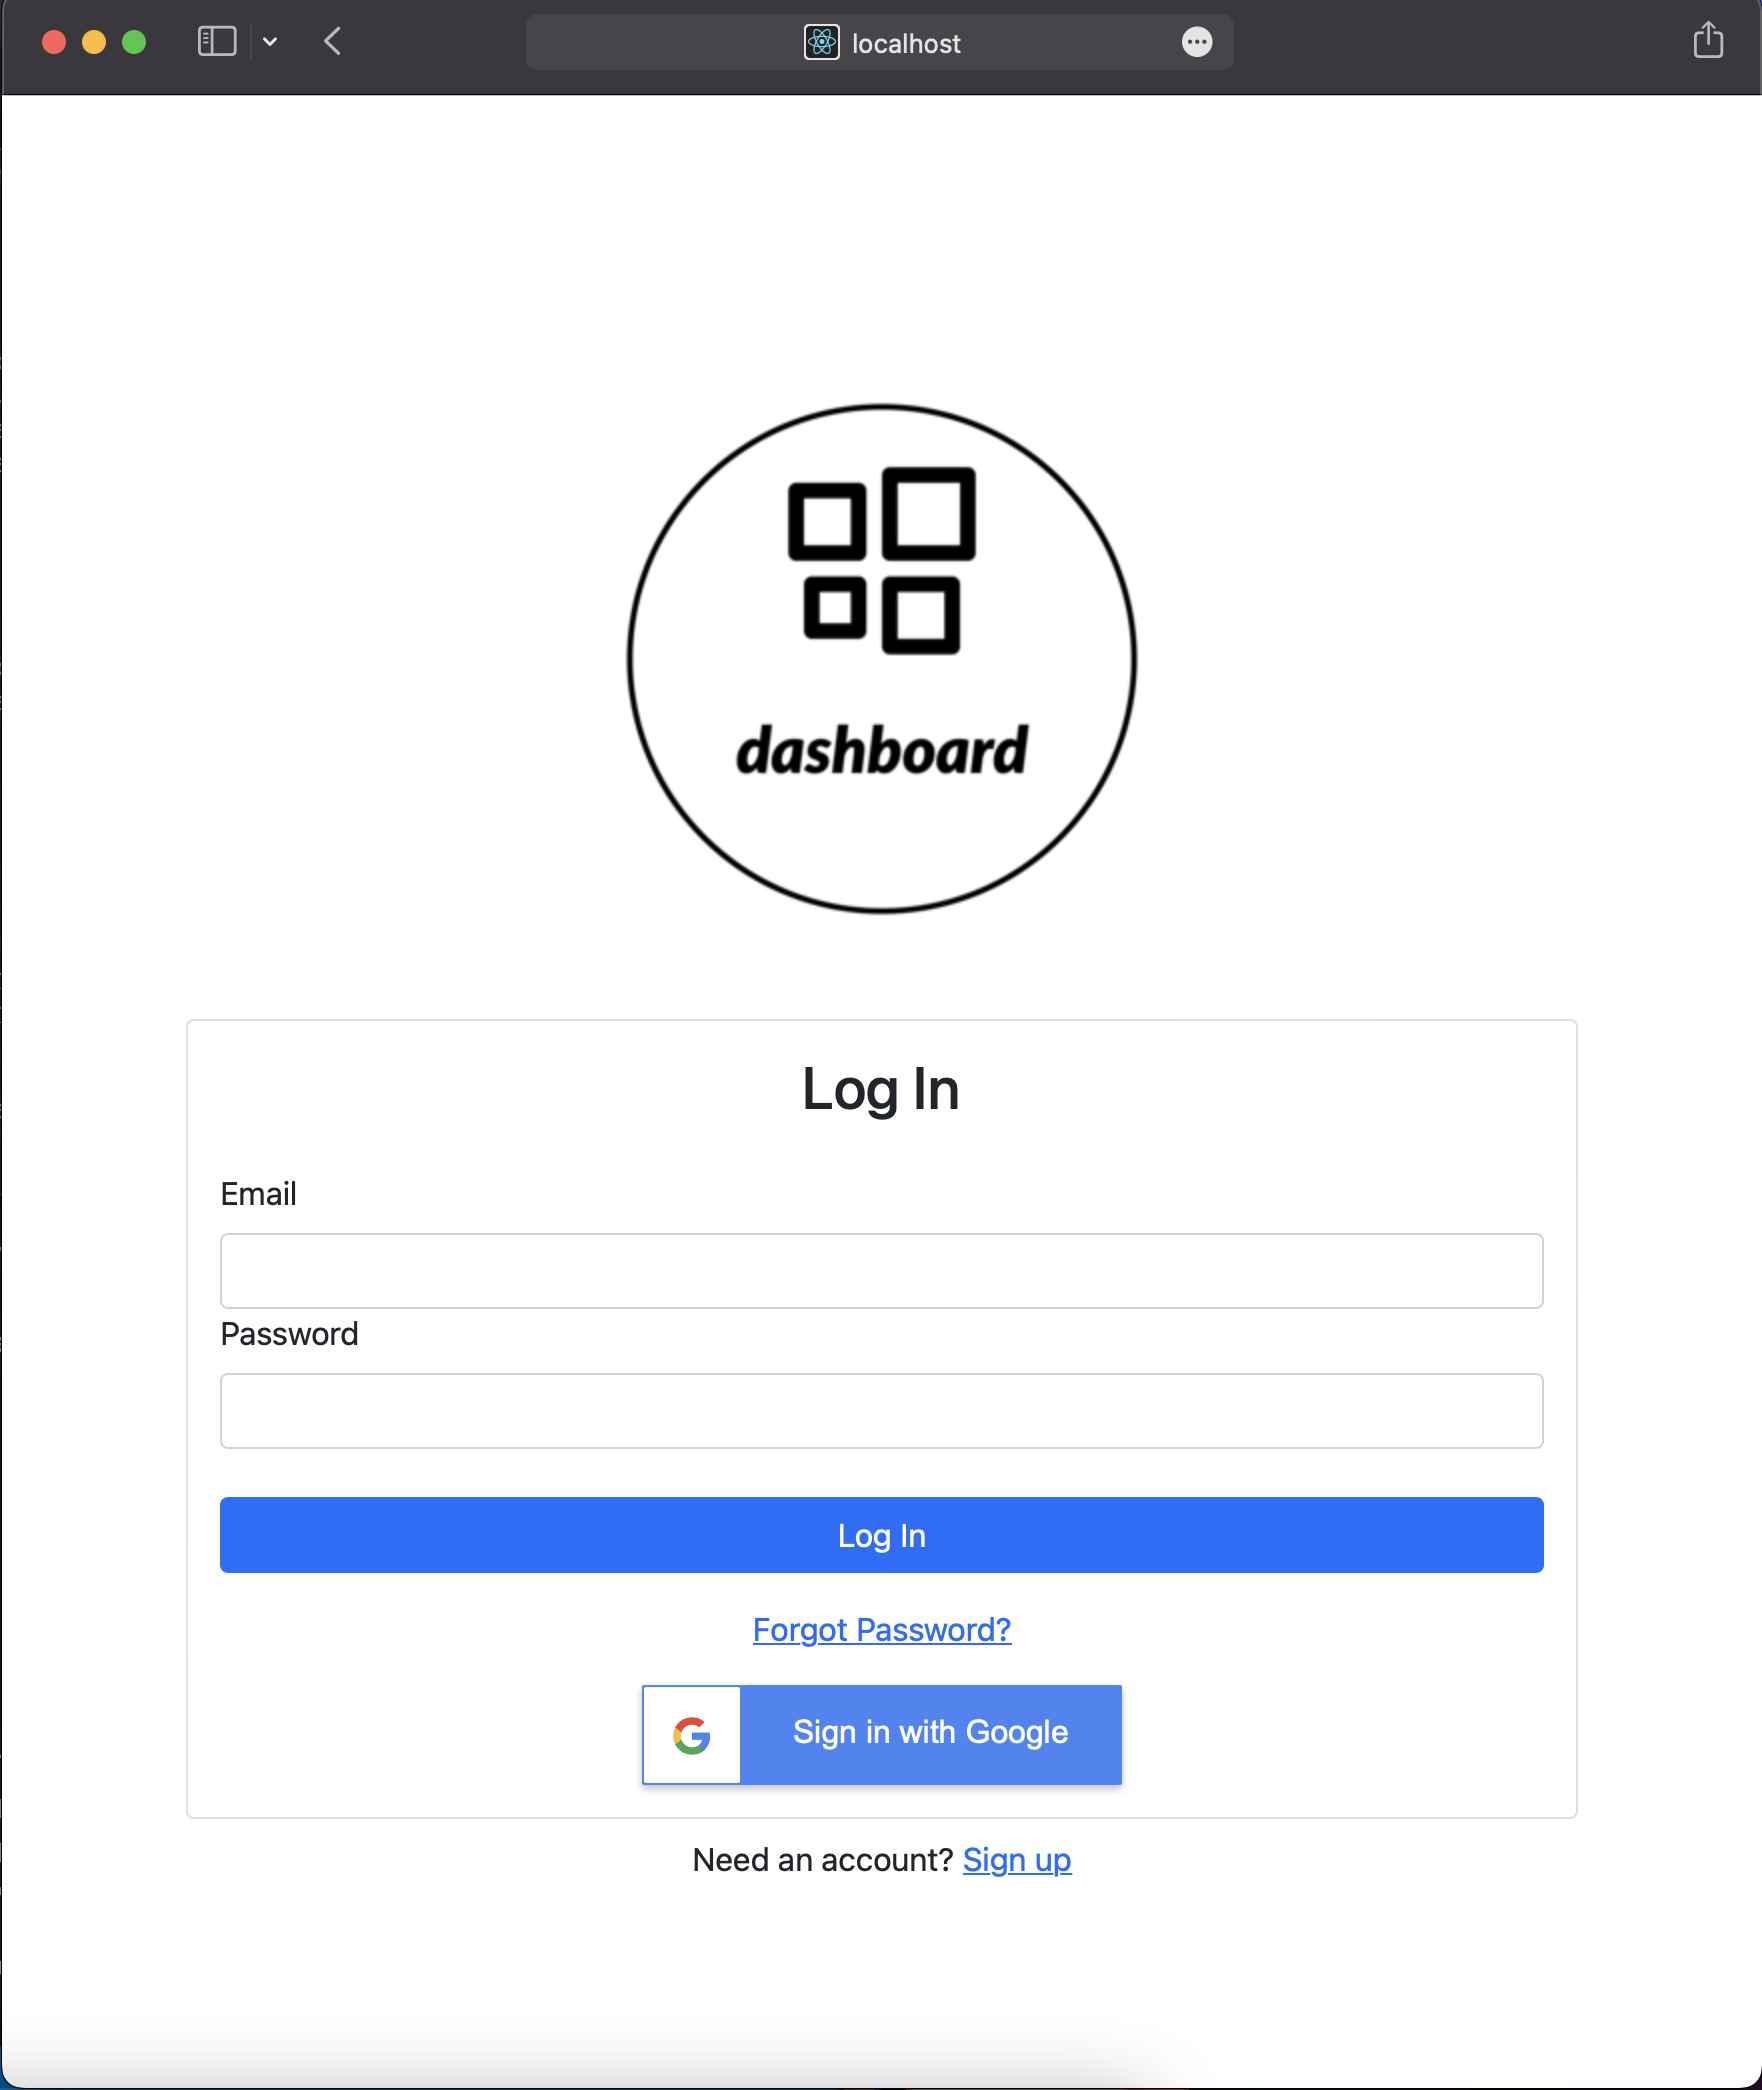 localhost
dashboard
Log In
Email
Password
Log In
Forgot Password?
Sign in with Google
Need an account? Sign up